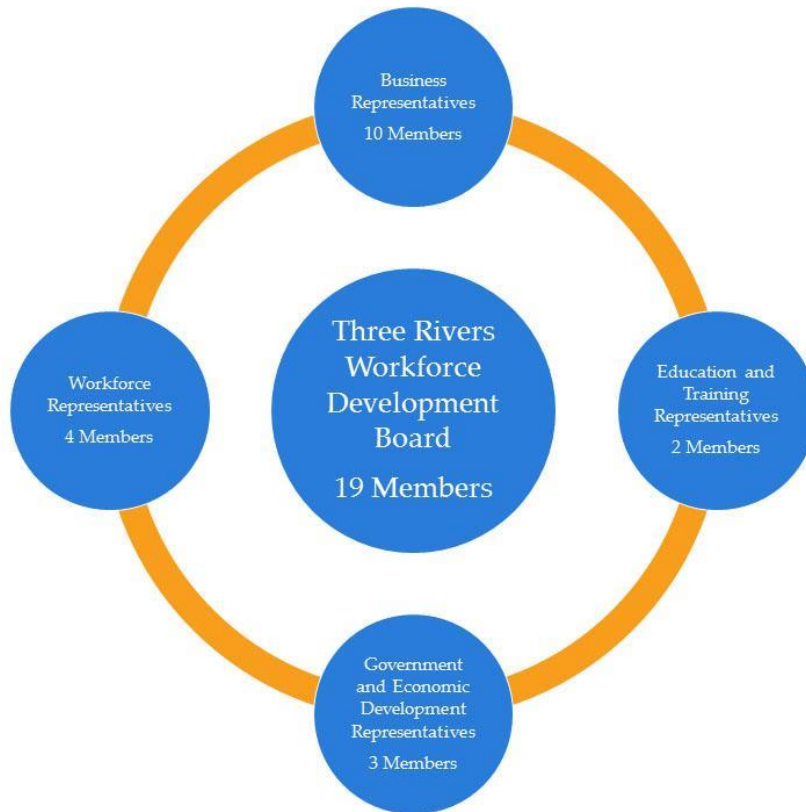 Business
Representatives
10 Members
Three Rivers
Workforce
Development
Board
19 Members
Workforce
Representatives
4 Members
Education and
Training
Representatives
2 Members
Government
and Economic
Development
Representatives
3 Members